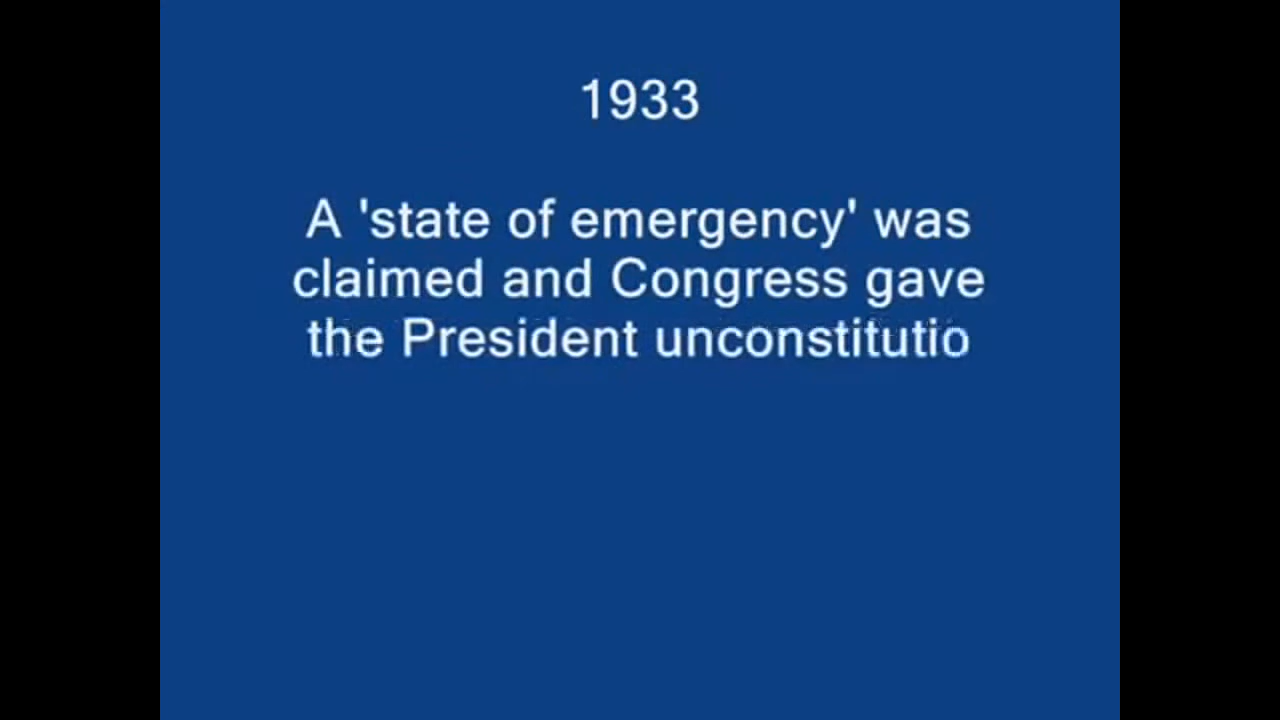 1933
A 'state of emergency' was
claimed and Congress gave
the President unconstitutio